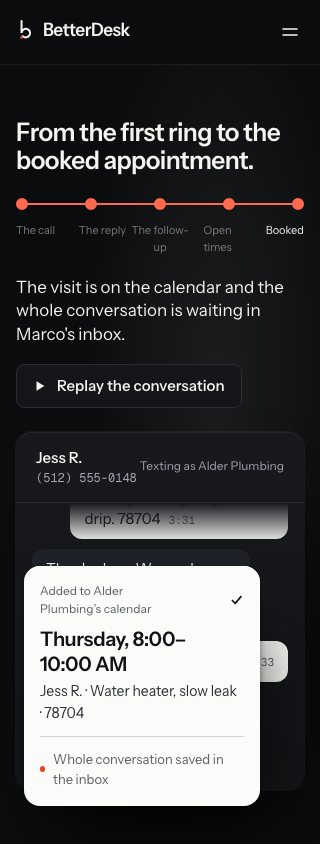 BetterDesk
From the first ring to the
booked appointment.
The call
The reply
The follow-
up
Open
times
Booked
The visit is on the calendar and the
whole conversation is waiting in
Marco's inbox.
Replay the conversation
Jess R.
(512) 555-0148
Texting as Alder Plumbing
drip. 78704 3:31
33
Added to Alder
Plumbing's calendar
Thursday, 8:00–
10:00 AM
Jess R. · Water heater, slow leak
· 78704
Whole conversation saved in
the inbox